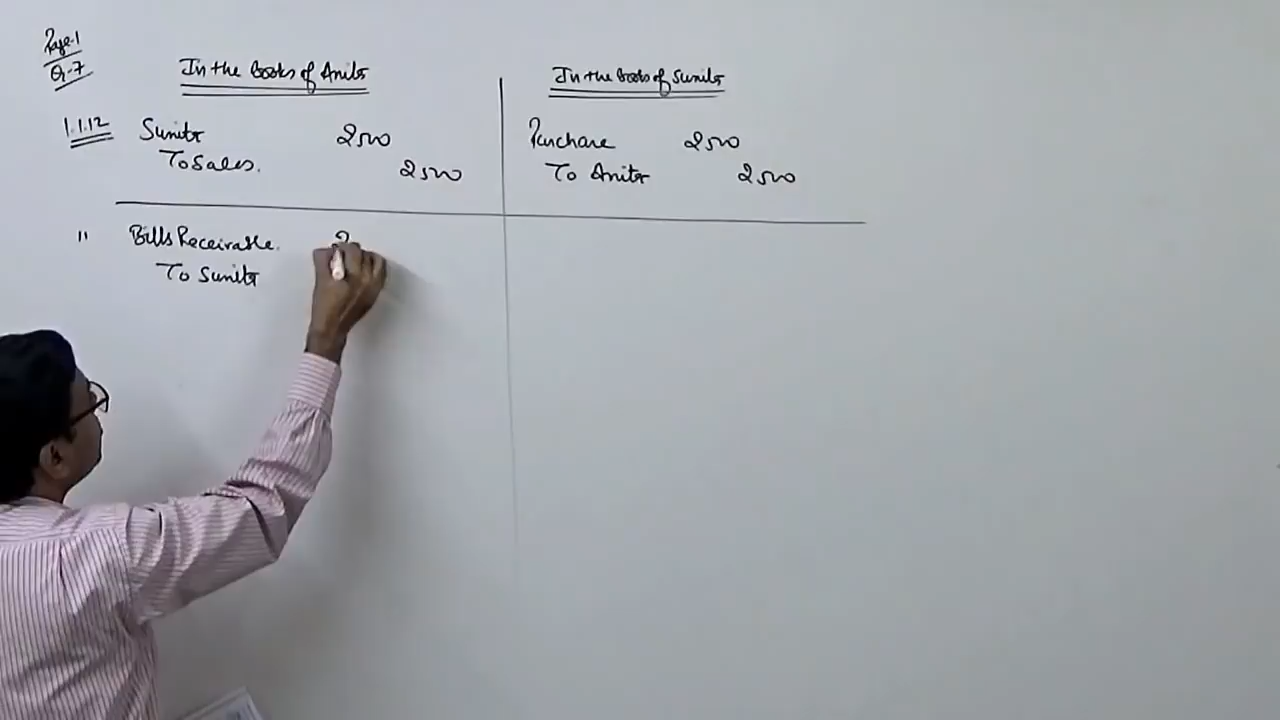 Page-1
Q-7
In the books of Anita
In the books of Sunita
1.1.12 Sunita 2500
To Sales. 2500
Purchase 2500
To Anita 2500
" Bills Receivable. 2
To Sunita